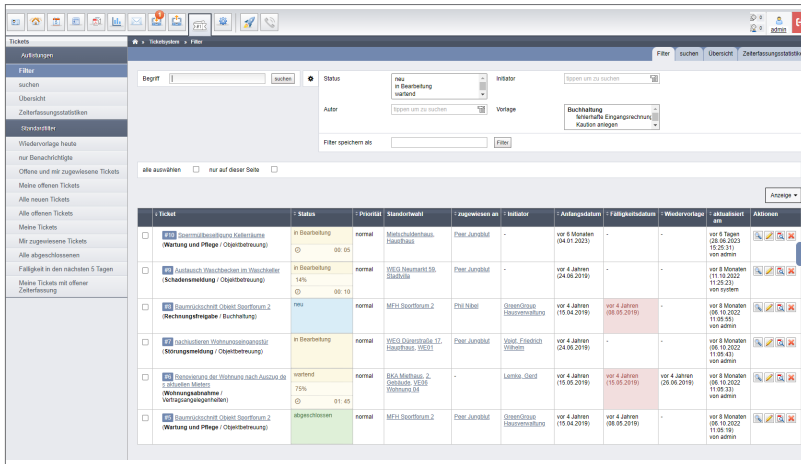 1
0
0
admin
Tickets
» Ticketsystem » Filter
Auflistungen
Filter
suchen
Übersicht
Zeiterfassungsstatistiken
Standardfilter
Wiedervorlage heute
nur Benachrichtigte
Offene und mir zugewiesene Tickets
Meine offenen Tickets
Alle neuen Tickets
Alle offenen Tickets
Meine Tickets
Mir zugewiesene Tickets
Alle abgeschlossenen
Fälligkeit in den nächsten 5 Tagen
Meine Tickets mit offener
Zeiterfassung
Filter suchen Übersicht Zeiterfassungsstatistike
Begriff suchen
Status neu
in Bearbeitung
wartend
Initiator tippen um zu suchen
Autor tippen um zu suchen
Vorlage Buchhaltung
fehlerhafte Eingangsrechnung
Kaution anlegen
Filter speichern als Filter
alle auswählen nur auf dieser Seite
Anzeige
Ticket Status Priorität Standort/wohl zugewiesen an Initiator Anfangsdatum Fälligkeitsdatum Wiedervorlage aktualisiert am Aktionen
#10 Sperrmüllbeseitigung Kellerräume
(Wartung und Pflege / Objektbetreuung)
in Bearbeitung
00: 05
normal
Mietschuldenhaus,
Haupthaus
Peer Jungblut
-
vor 6 Monaten
(04.01.2023)
-
-
vor 6 Tagen
(28.06.2023
15:25:31)
von admin
#9 Austausch Waschbecken im Waschkeller
(Schadensmeldung / Objektbetreuung)
in Bearbeitung
14%
00: 10
normal
WEG Neumarkt 59,
Stadtvilla
Peer Jungblut
-
vor 4 Jahren
(24.06.2019)
-
-
vor 8 Monaten
(11.10.2022
11:25:23)
von system
#8 Baumrückschnitt Objekt Sportforum 2
(Rechnungsfreigabe / Buchhaltung)
neu
normal
MFH Sportforum 2
Phil Nibel
GreenGroup
Hausverwaltung
vor 4 Jahren
(15.04.2019)
vor 4 Jahren
(08.05.2019)
-
vor 8 Monaten
(06.10.2022
11:05:55)
von admin
#7 nachjustieren Wohnungseingangstür
(Störungsmeldung / Objektbetreuung)
in Bearbeitung
normal
WEG Dürerstraße 17,
Haupthaus, WE01
Peer Jungblut
Voigt, Friedrich
Wilhelm
vor 4 Jahren
(24.06.2019)
-
-
vor 8 Monaten
(06.10.2022
11:05:43)
von admin
#6 Renovierung der Wohnung nach Auszug de
s aktuellen Mieters
(Wohnungsabnahme /
Vertragsangelegenheiten)
wartend
75%
01: 45
normal
BKA Miethaus, 2.
Gebäude, VE06
Wohnung 04
-
Lemke, Gerd
vor 4 Jahren
(15.05.2019)
vor 4 Jahren
(15.05.2019)
vor 4 Jahren
(26.06.2019)
vor 8 Monaten
(06.10.2022
11:05:33)
von admin
#5 Baumrückschnitt Objekt Sportforum 2
(Wartung und Pflege / Objektbetreuung)
abgeschlossen
normal
MFH Sportforum 2
Peer Jungblut
GreenGroup
Hausverwaltung
vor 4 Jahren
(15.04.2019)
vor 4 Jahren
(08.05.2019)
-
vor 8 Monaten
(06.10.2022
11:05:19)
von admin